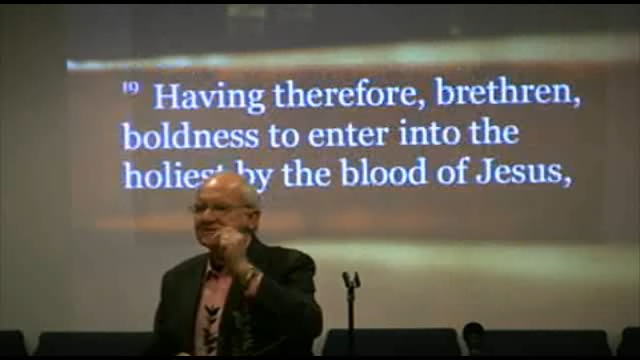 19 Having therefore, brethren,
boldness to enter into the
holiest by the blood of Jesus,